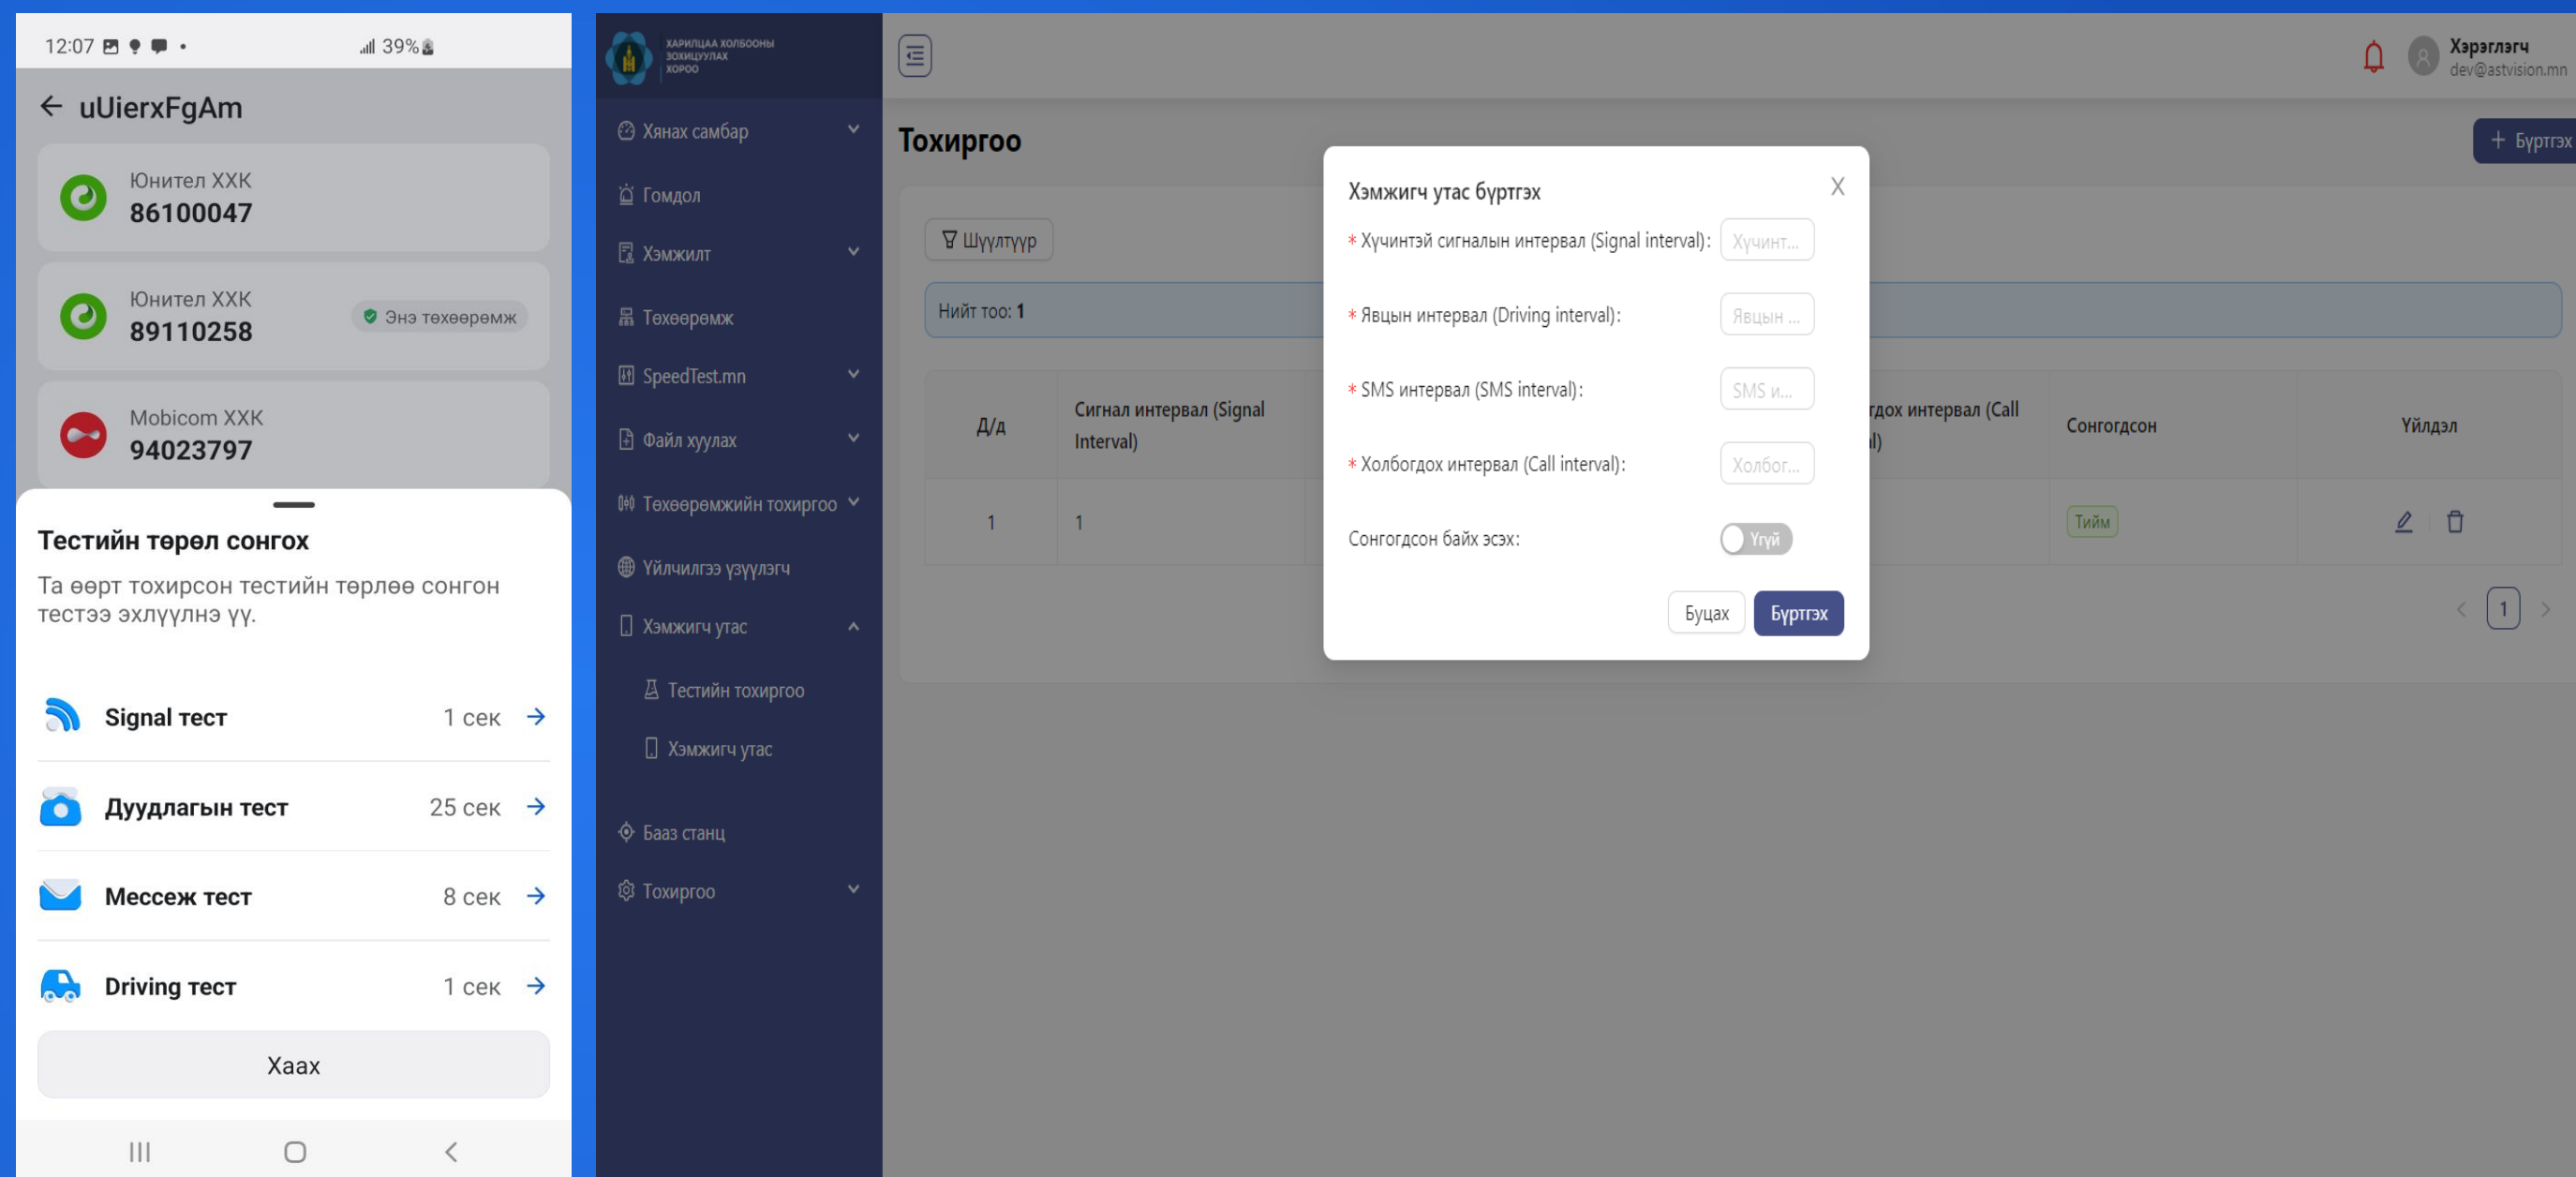 12:07
39%
uUierxFgAm
Юнител ХХК
86100047
Юнител ХХК
89110258
Энэ төхөөрөмж
Mobicom ХХК
94023797
Тестийн төрөл сонгох
Та өөрт тохирсон тестийн төрлөө сонгон
тестээ эхлүүлнэ үү.
Signal тест
1 сек
Дуудлагын тест
25 сек
Мессеж тест
8 сек
Driving тест
1 сек
Хаах
ХАРИЛЦАА ХОЛБООНЫ
ЗОХИЦУУЛАХ
ХОРОО
Хянах самбар
Гомдол
Хэмжилт
Төхөөрөмж
SpeedTest.mn
Файл хуулах
Төхөөрөмжийн тохиргоо
Үйлчилгээ үзүүлэгч
Хэмжигч утас
Тестийн тохиргоо
Хэмжигч утас
Бааз станц
Тохиргоо
Хэрэглэгч
dev@astvision.mn
Тохиргоо
+ Бүртгэх
Шүүлтүүр
Нийт тоо: 1
Д/д
Сигнал интервал (Signal
Interval)
гдох интервал (Call
al)
Сонгогдсон
Үйлдэл
1
1
Тийм
< 1 >
Хэмжигч утас бүртгэх
X
* Хүчинтэй сигналын интервал (Signal interval):
Хүчинт...
* Явцын интервал (Driving interval):
Явцын ...
* SMS интервал (SMS interval):
SMS и...
* Холбогдох интервал (Call interval):
Холбог...
Сонгогдсон байх эсэх:
Үгүй
Буцах
Бүртгэх